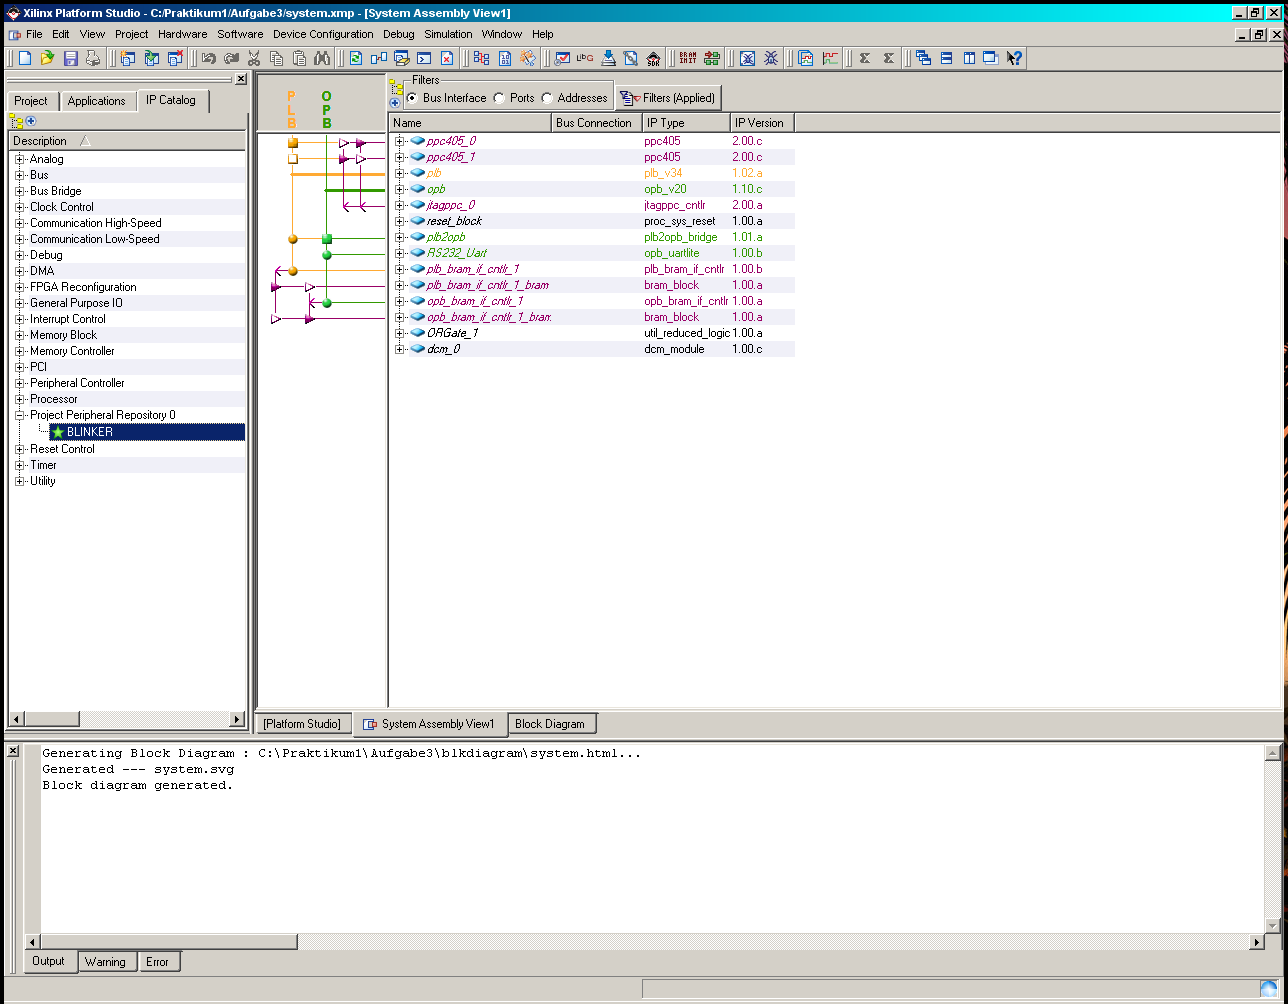 Xilinx Platform Studio - C:/Praktikum1/Aufgabe3/system.xmp - [System Assembly View1]
File Edit View Project Hardware Software Device Configuration Debug Simulation Window Help
BRAM INIT
SDK
Project Applications IP Catalog
Description
Analog
Bus
Bus Bridge
Clock Control
Communication High-Speed
Communication Low-Speed
Debug
DMA
FPGA Reconfiguration
General Purpose IO
Interrupt Control
Memory Block
Memory Controller
PCI
Peripheral Controller
Processor
Project Peripheral Repository 0
BLINKER
Reset Control
Timer
Utility
PLB
OPB
Filters
Bus Interface Ports Addresses Filters (Applied)
Name Bus Connection IP Type IP Version
ppc405_0 ppc405 2.00.c
ppc405_1 ppc405 2.00.c
plb plb_v34 1.02.a
opb opb_v20 1.10.c
jtagppc_0 jtagppc_cntlr 2.00.a
reset_block proc_sys_reset 1.00.a
plb2opb plb2opb_bridge 1.01.a
RS232_Uart opb_uartlite 1.00.b
plb_bram_if_cntlr_1 plb_bram_if_cntlr 1.00.b
plb_bram_if_cntlr_1_bram bram_block 1.00.a
opb_bram_if_cntlr_1 opb_bram_if_cntlr 1.00.a
opb_bram_if_cntlr_1_bram bram_block 1.00.a
ORGate_1 util_reduced_logic 1.00.a
dcm_0 dcm_module 1.00.c
[Platform Studio] System Assembly View1 Block Diagram
Generating Block Diagram : C:\Praktikum1\Aufgabe3\blkdiagram\system.html...
Generated --- system.svg
Block diagram generated.
Output Warning Error